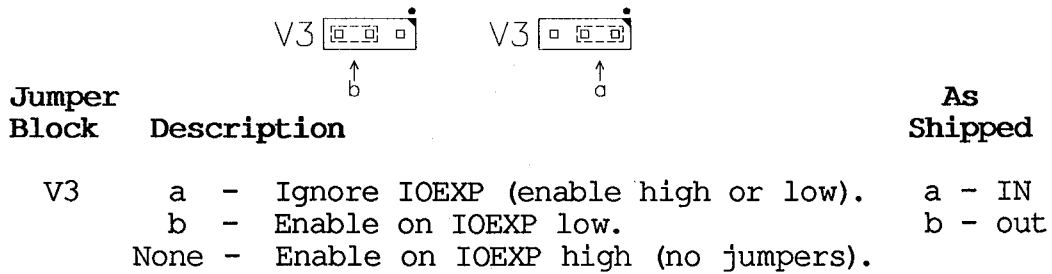 V3 V3
b a
Jumper As
Block Description Shipped
V3 a - Ignore IOEXP (enable high or low). a - IN
b - Enable on IOEXP low. b - out
None - Enable on IOEXP high (no jumpers).